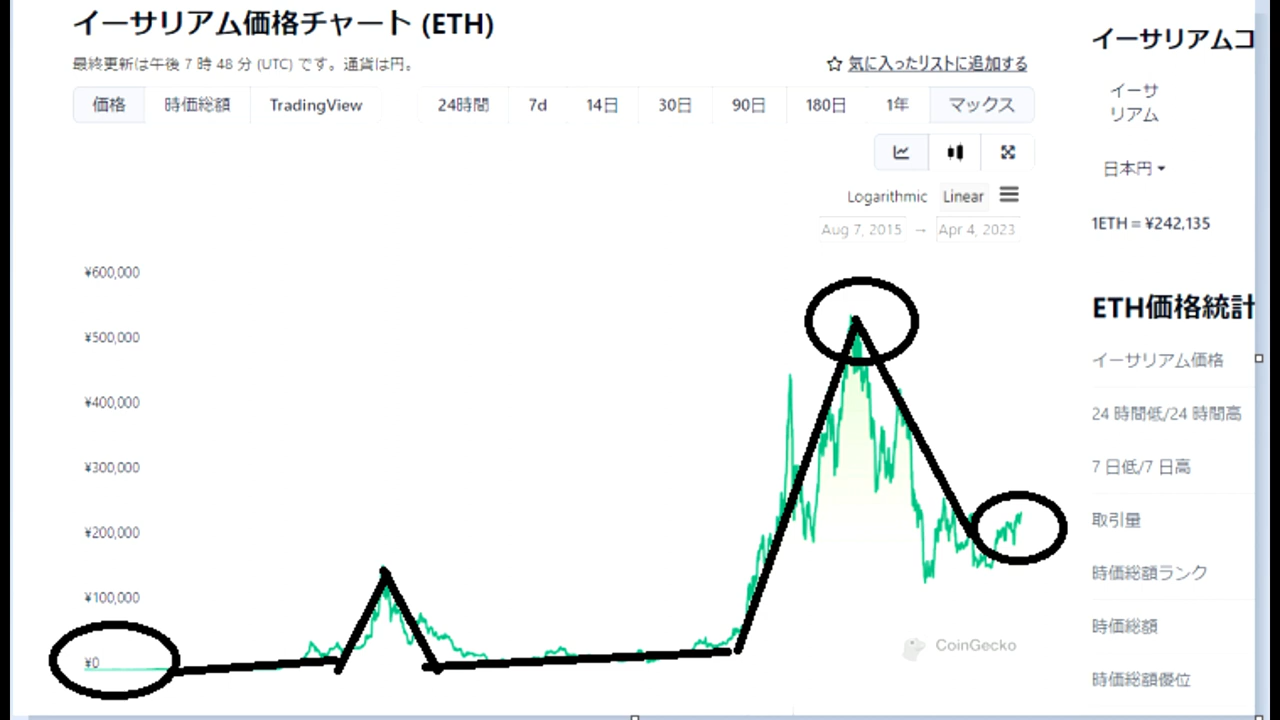 イーサリアム価格チャート (ETH)
最終更新は午後 7 時 48 分 (UTC) です。通貨は円。
気に入ったリストに追加する
価格 時価総額 TradingView 24時間 7d 14日 30日 90日 180日 1年 マックス
Logarithmic Linear
Aug 7, 2015 → Apr 4, 2023
¥600,000
¥500,000
¥400,000
¥300,000
¥200,000
¥100,000
¥0
CoinGecko
イーサリアムコ
イーサ
リアム
日本円
1ETH = ¥242,135
ETH価格統計
イーサリアム価格
24 時間低/24 時間高
7 日低/7 日高
取引量
時価総額ランク
時価総額
時価総額優位